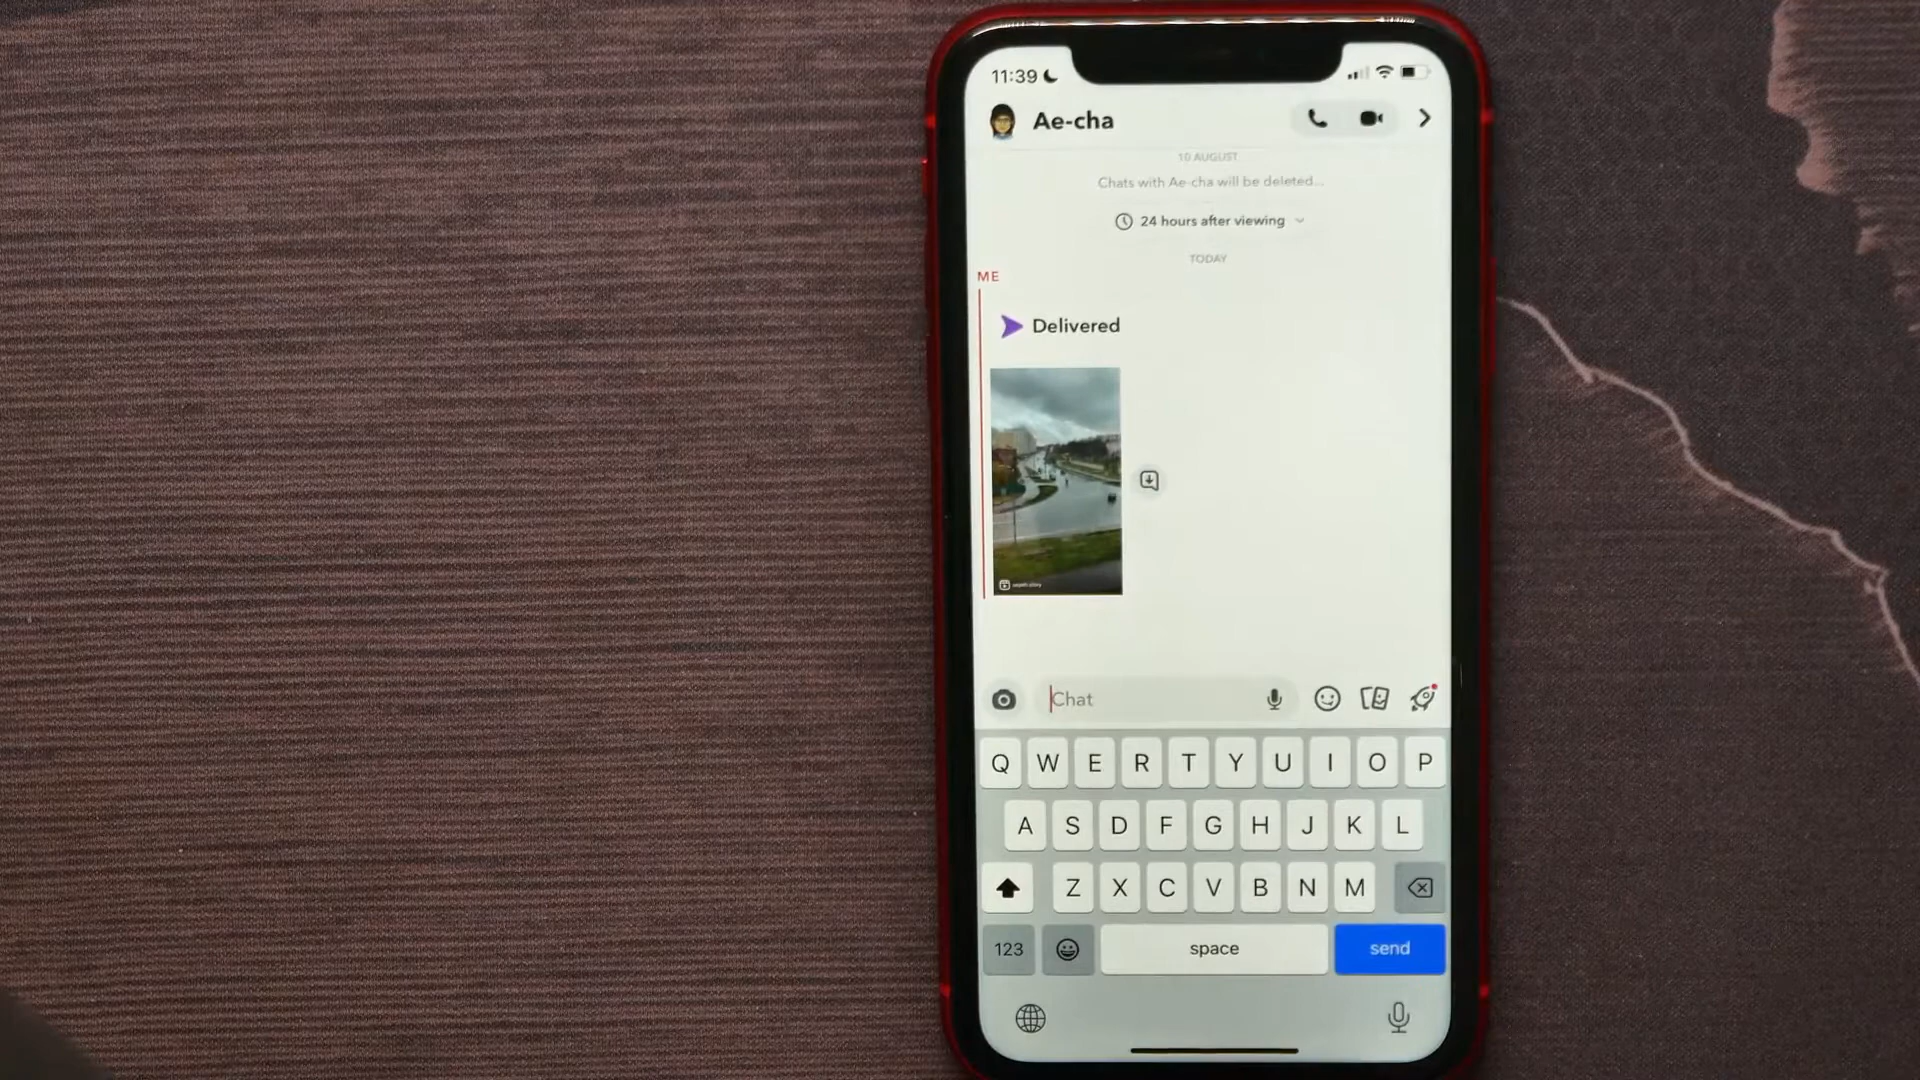 11:39
Ae-cha
10 AUGUST
Chats with Ae-cha will be deleted...
24 hours after viewing
TODAY
ME
Delivered
Chat
Q W E R T Y U I O P
A S D F G H J K L
Z X C V B N M
123 space send